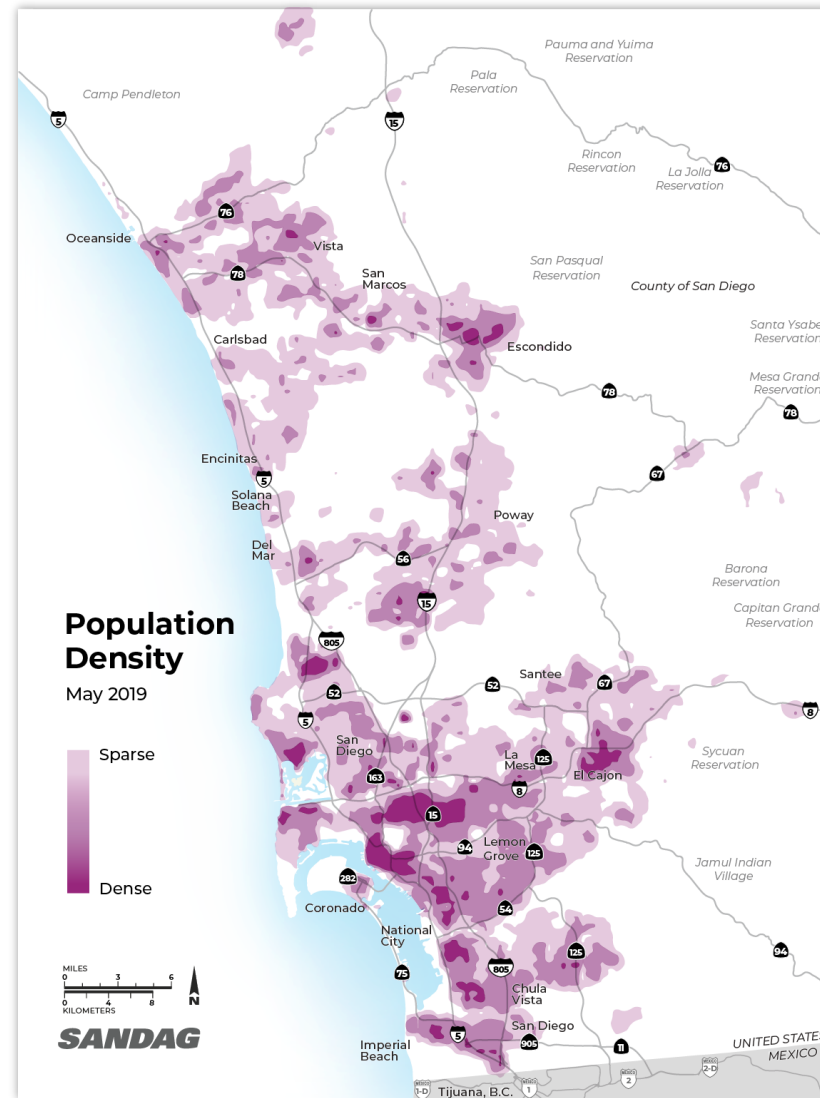 Pauma and Yuima
Reservation
Pala
Reservation
Camp Pendleton
5
15
Rincon
Reservation
La Jolla
Reservation
76
76
Oceanside
Vista
78
San
Marcos
San Pasqual
Reservation
County of San Diego
Santa Ysabe
Reservation
Carlsbad
Escondido
Mesa Grand
Reservation
78
78
Encinitas
5
67
Solana
Beach
Poway
Del
Mar
56
Barona
Reservation
15
Capitan Grand
Reservation
Population
Density
May 2019
805
Santee
52
52
67
8
5
San
Diego
La
Mesa
125
Sycuan
Reservation
Sparse
163
El Cajon
8
15
94
Lemon
Grove
125
Jamul Indian
Village
282
Dense
Coronado
54
National
City
125
94
805
75
MILES
0 3 6
N
0 4 8
KILOMETERS
Chula
Vista
SANDAG
San Diego
5
905
11
Imperial
Beach
UNITED STATE
MEXICO
1-D
Tijuana, B.C.
1
2
2-D